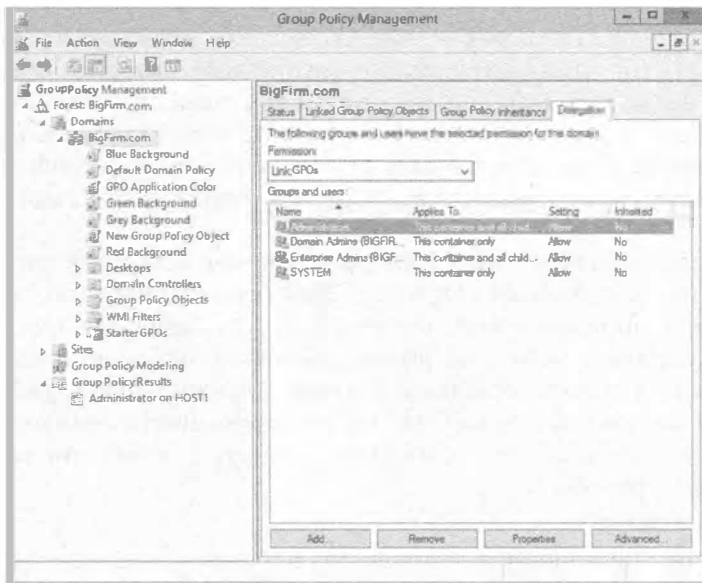 Group Policy Management
File Action View Window Help
Group Policy Management
Forest: BigFirm.com
Domains
BigFirm.com
Blue Background
Default Domain Policy
GPO Application Color
Green Background
Grey Background
New Group Policy Object
Red Background
Desktops
Domain Controllers
Group Policy Objects
WMI Filters
Starter GPOs
Sites
Group Policy Modeling
Group Policy Results
Administrator on HOST1
BigFirm.com
Status Linked Group Policy Objects Group Policy Inheritance Delegation
The following groups and users have the selected permission for this domain
Permission:
Link GPOs
Groups and users:
Name Applies To Setting Inherited
Administrators This container and all child... Allow No
Domain Admins (BIGFIR... This container only Allow No
Enterprise Admins (BIGF... This container and all child... Allow No
SYSTEM This container only Allow No
Add... Remove Properties Advanced...